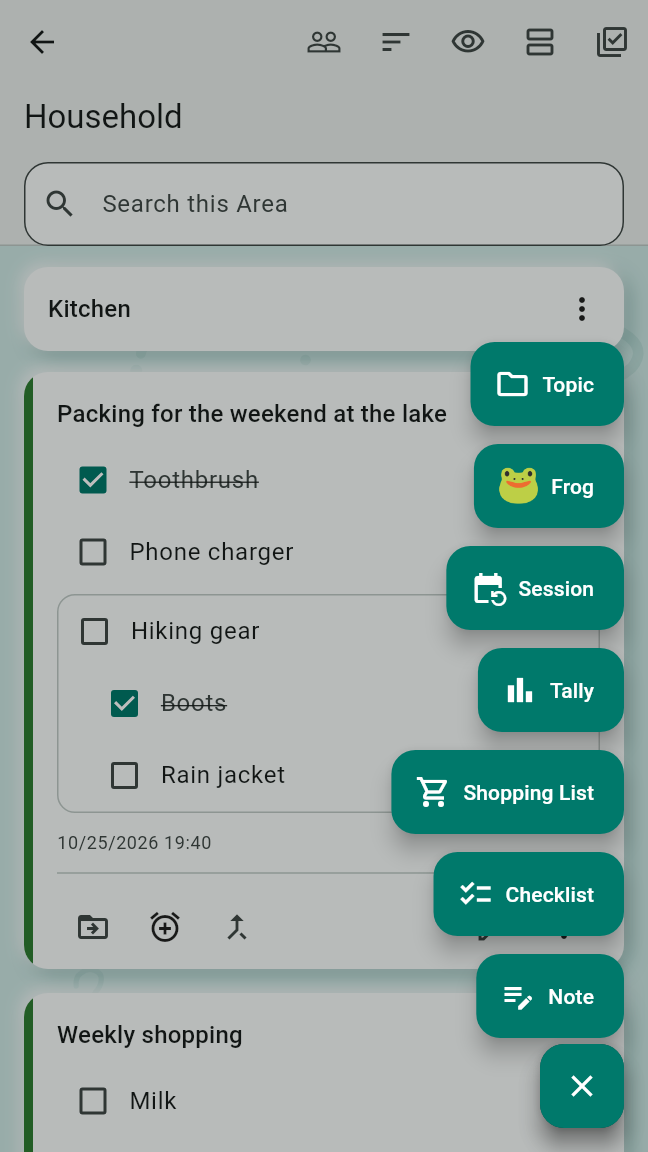 Household
Search this Area
Kitchen
Topic
Packing for the weekend at the lake
Toothbrush
Frog
Phone charger
Session
Hiking gear
Boots
Tally
Rain jacket
Shopping List
10/25/2026 19:40
Checklist
Note
Weekly shopping
Milk